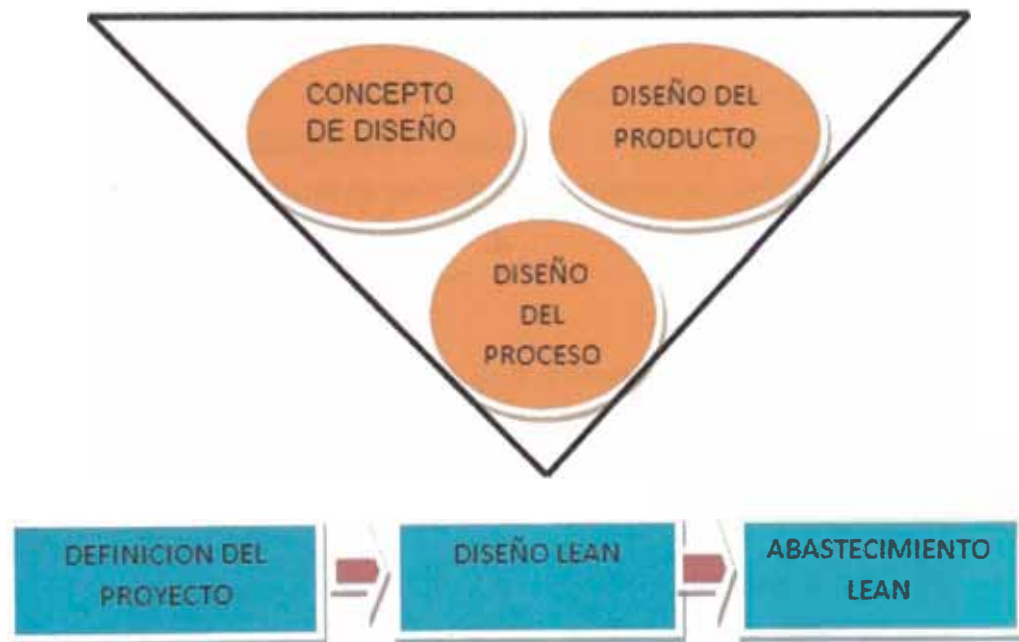 CONCEPTO
DE DISEÑO
DISEÑO DEL
PRODUCTO
DISEÑO
DEL
PROCESO
DEFINICION DEL
PROYECTO
DISEÑO LEAN
ABASTECIMIENTO
LEAN